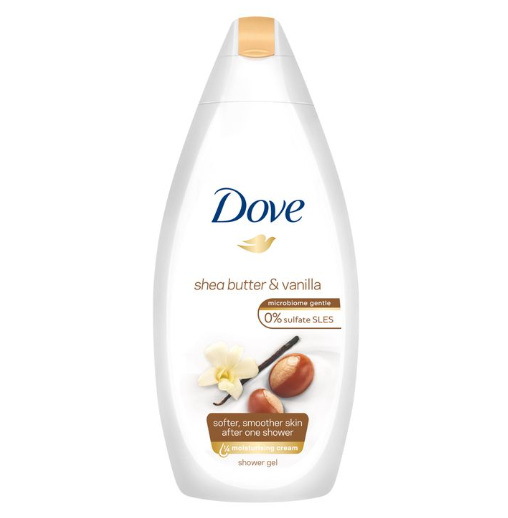 Dove
shea butter & vanilla
microbiome gentle
0% sulfate SLES
softer, smoother skin
after one shower
moisturising cream
shower gel